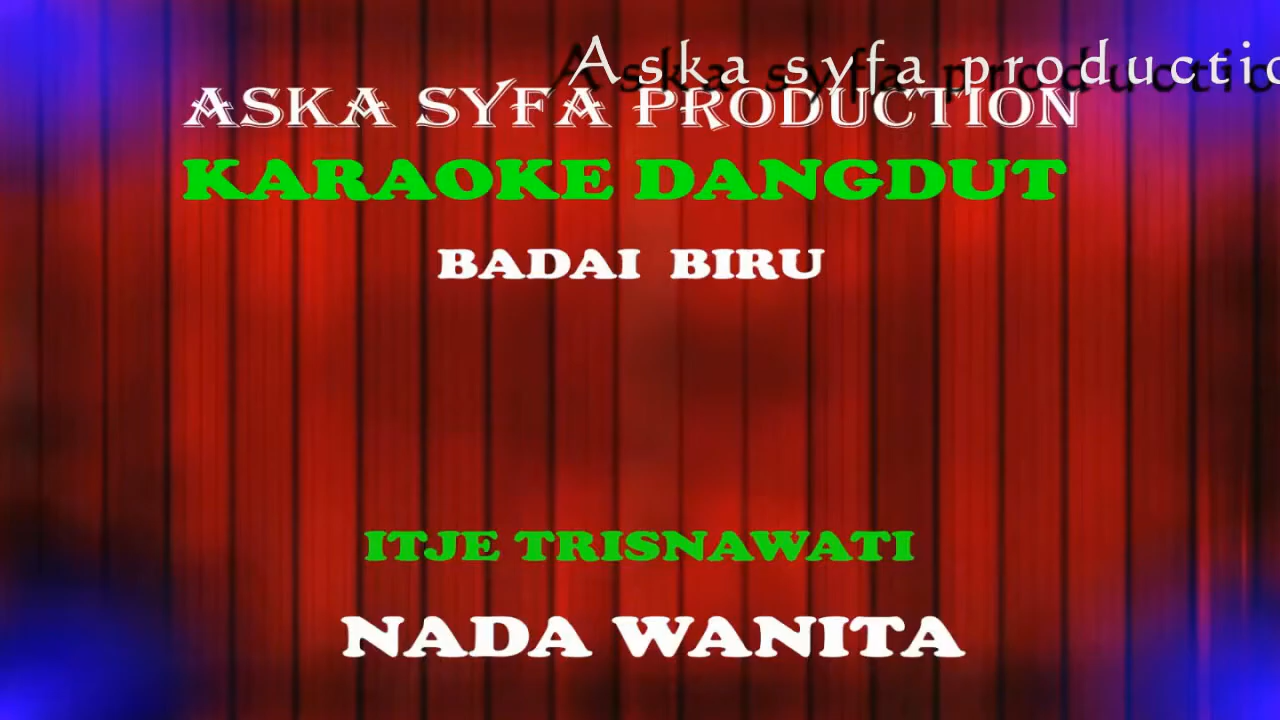 Aska syfa productio
ASKA SYFA PRODUCTION
KARAOKE DANGDUT
BADAI BIRU
ITJE TRISNAWATI
NADA WANITA